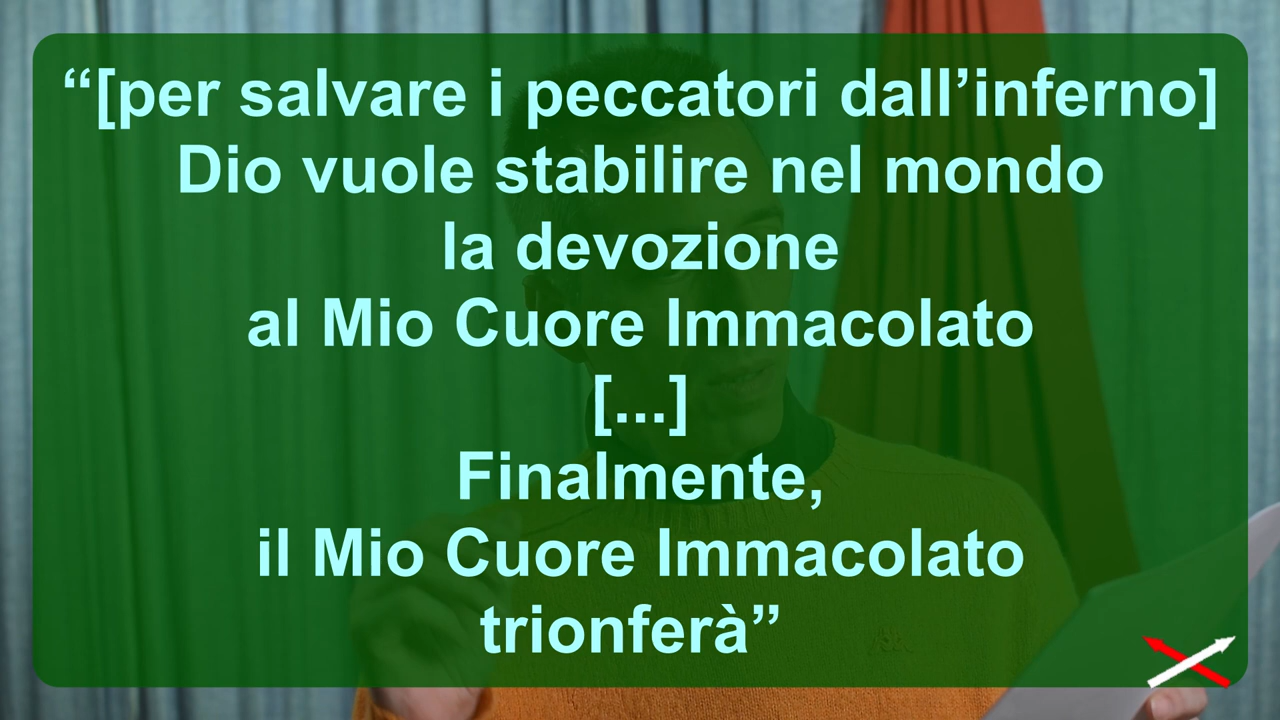 “[per salvare i peccatori dall’inferno]
Dio vuole stabilire nel mondo
la devozione
al Mio Cuore Immacolato
[...]
Finalmente,
il Mio Cuore Immacolato
trionferà”